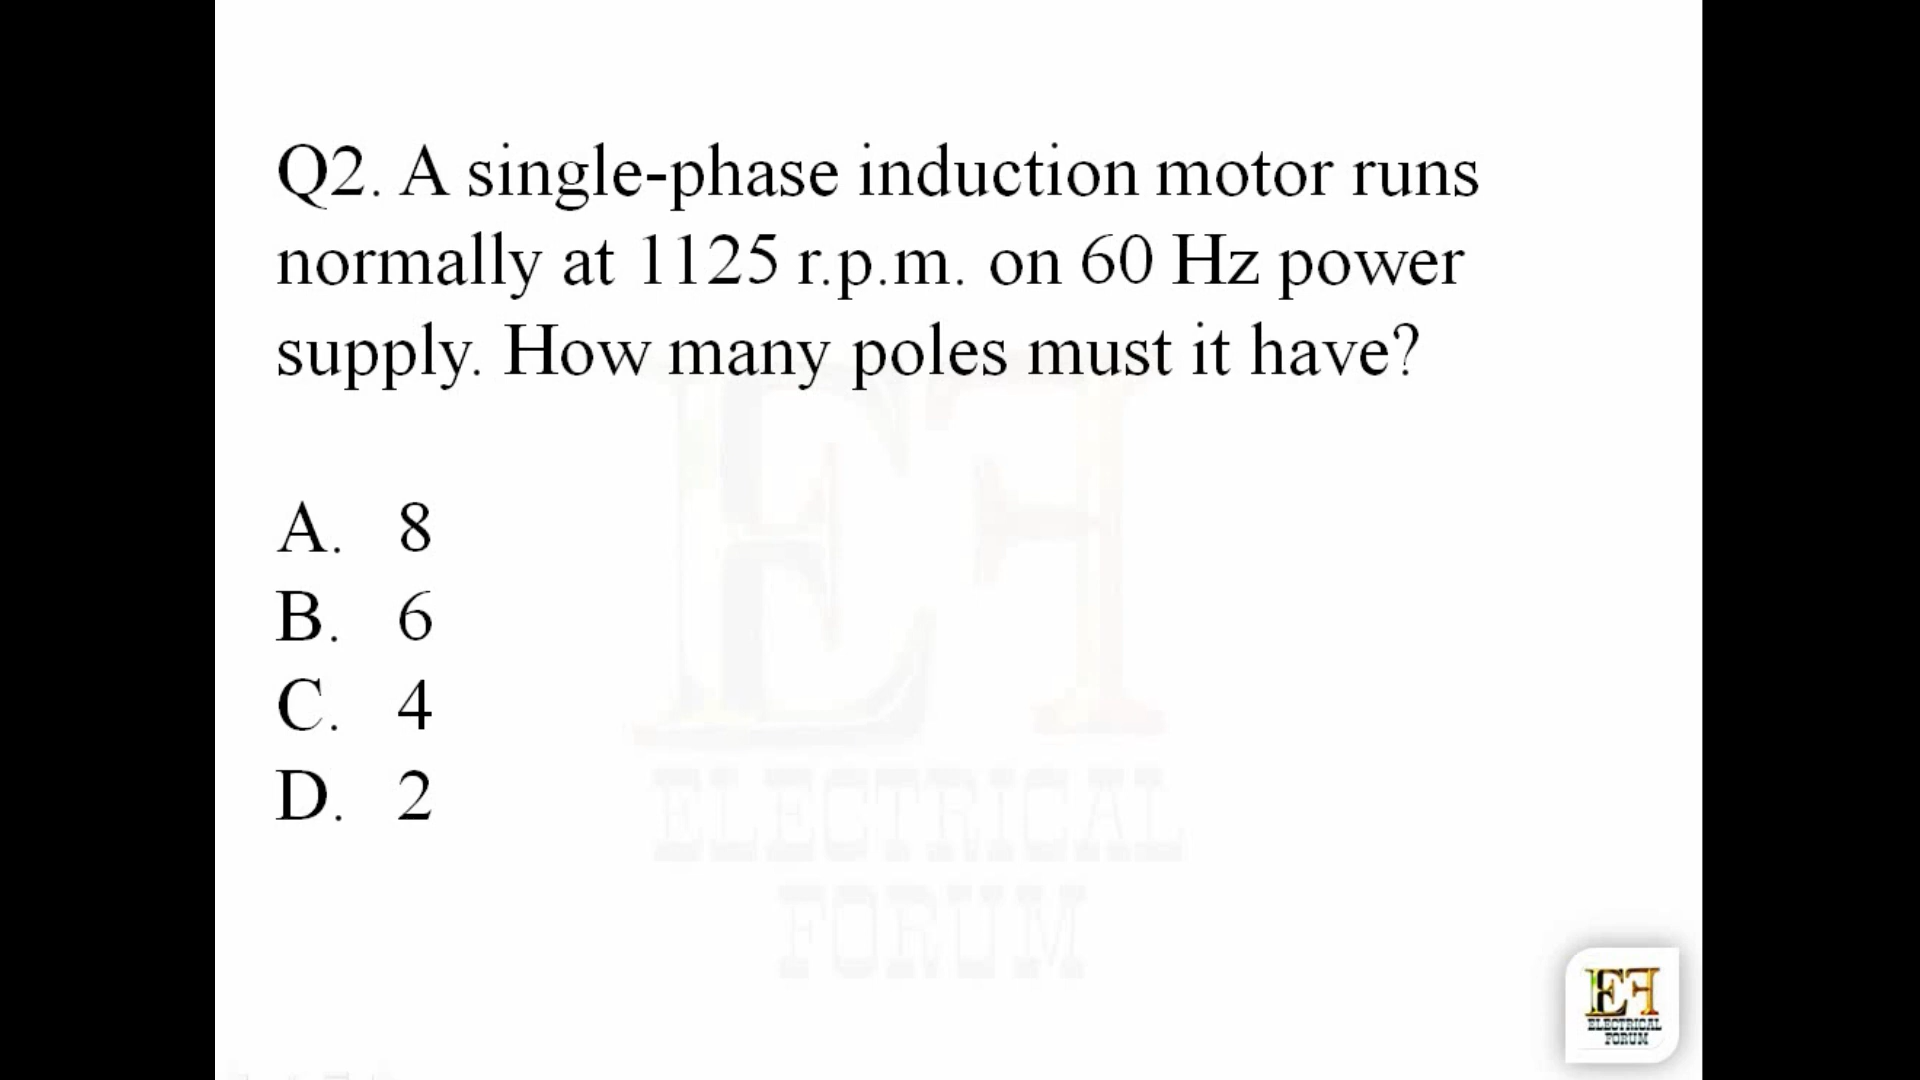 Q2. A single-phase induction motor runs
normally at 1125 r.p.m. on 60 Hz power
supply. How many poles must it have?
A. 8
B. 6
C. 4
D. 2
ELECTRICAL
FORUM
EF
ELECTRICAL
FORUM